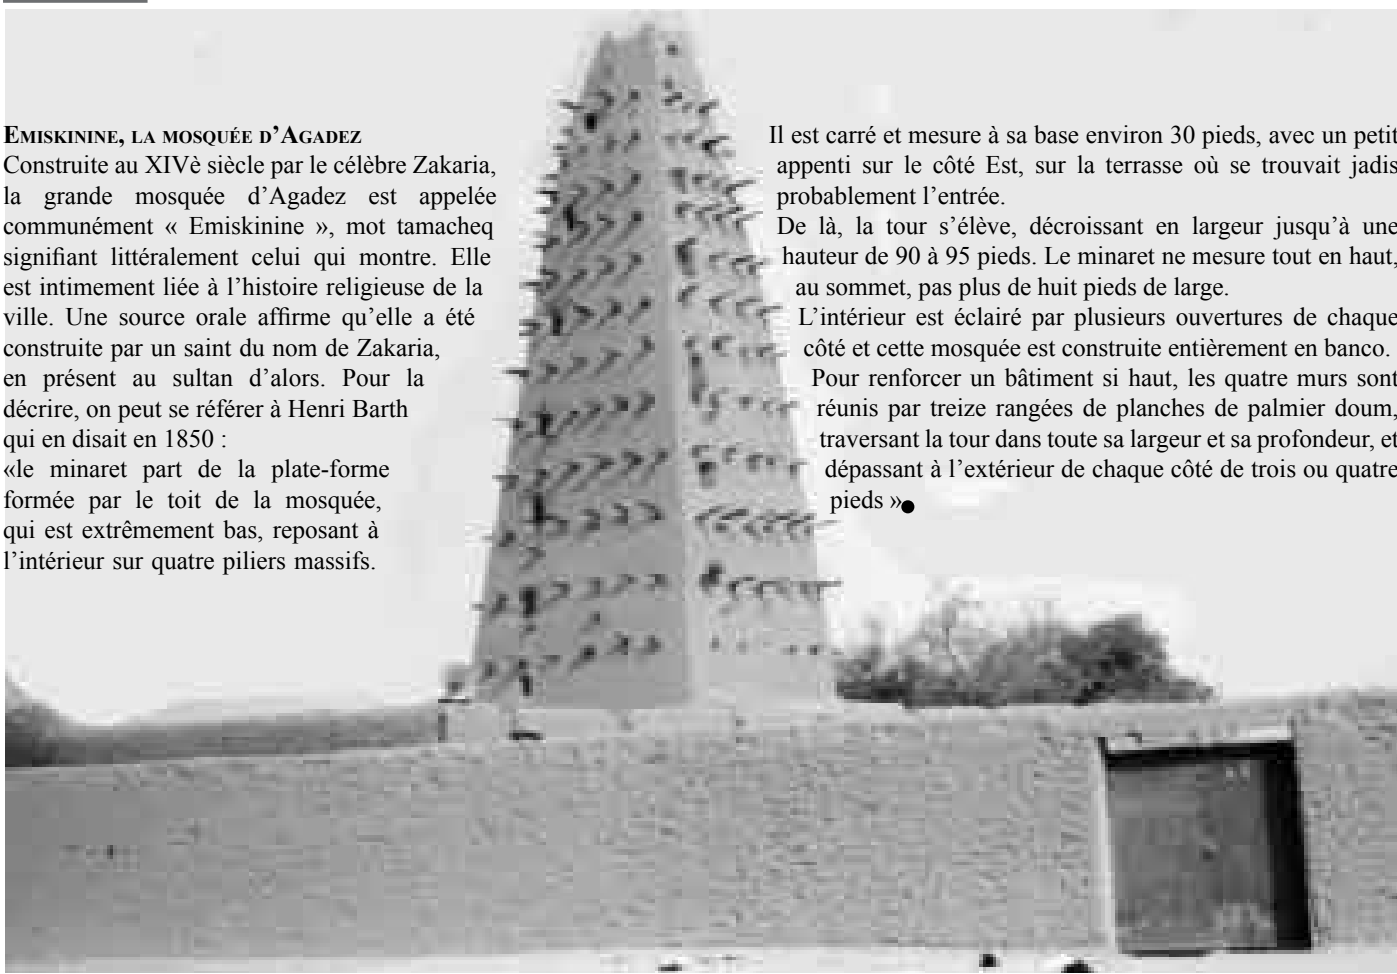 EMISKININE, LA MOSQUÉE D’AGADEZ
Construite au XIVè siècle par le célèbre Zakaria,
la grande mosquée d’Agadez est appelée
communément « Emiskinine », mot tamacheq
signifiant littéralement celui qui montre. Elle
est intimement liée à l’histoire religieuse de la
ville. Une source orale affirme qu’elle a été
construite par un saint du nom de Zakaria,
en présent au sultan d’alors. Pour la
décrire, on peut se référer à Henri Barth
qui en disait en 1850 :
«le minaret part de la plate-forme
formée par le toit de la mosquée,
qui est extrêmement bas, reposant à
l’intérieur sur quatre piliers massifs.
Il est carré et mesure à sa base environ 30 pieds, avec un petit
appenti sur le côté Est, sur la terrasse où se trouvait jadis
probablement l’entrée.
De là, la tour s’élève, décroissant en largeur jusqu’à une
hauteur de 90 à 95 pieds. Le minaret ne mesure tout en haut,
au sommet, pas plus de huit pieds de large.
L’intérieur est éclairé par plusieurs ouvertures de chaque
côté et cette mosquée est construite entièrement en banco.
Pour renforcer un bâtiment si haut, les quatre murs sont
réunis par treize rangées de planches de palmier doum,
traversant la tour dans toute sa largeur et sa profondeur, et
dépassant à l’extérieur de chaque côté de trois ou quatre
pieds »●